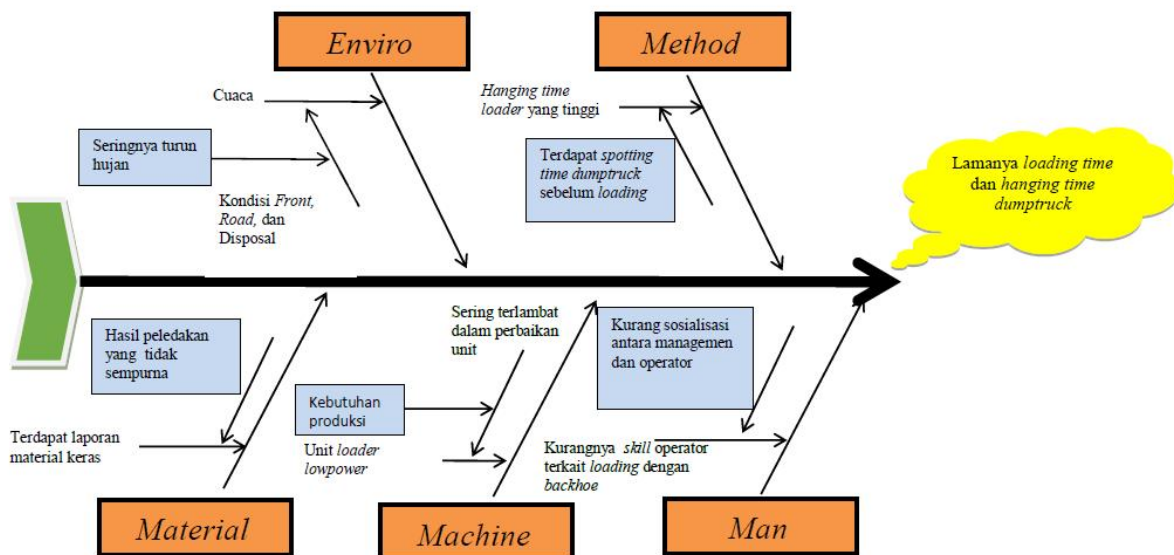 Enviro
Method
Cuaca
Hanging time
loader yang tinggi
Seringnya turun
hujan
Terdapat spotting
time dumptruck
sebelum loading
Lamanya loading time
dan hanging time
dumptruck
Kondisi Front,
Road, dan
Disposal
Hasil peledakan
yang tidak
sempurna
Sering terlambat
dalam perbaikan
unit
Kurang sosialisasi
antara managemen
dan operator
Kebutuhan
produksi
Terdapat laporan
material keras
Unit loader
lowpower
Kurangnya skill operator
terkait loading dengan
backhoe
Material
Machine
Man